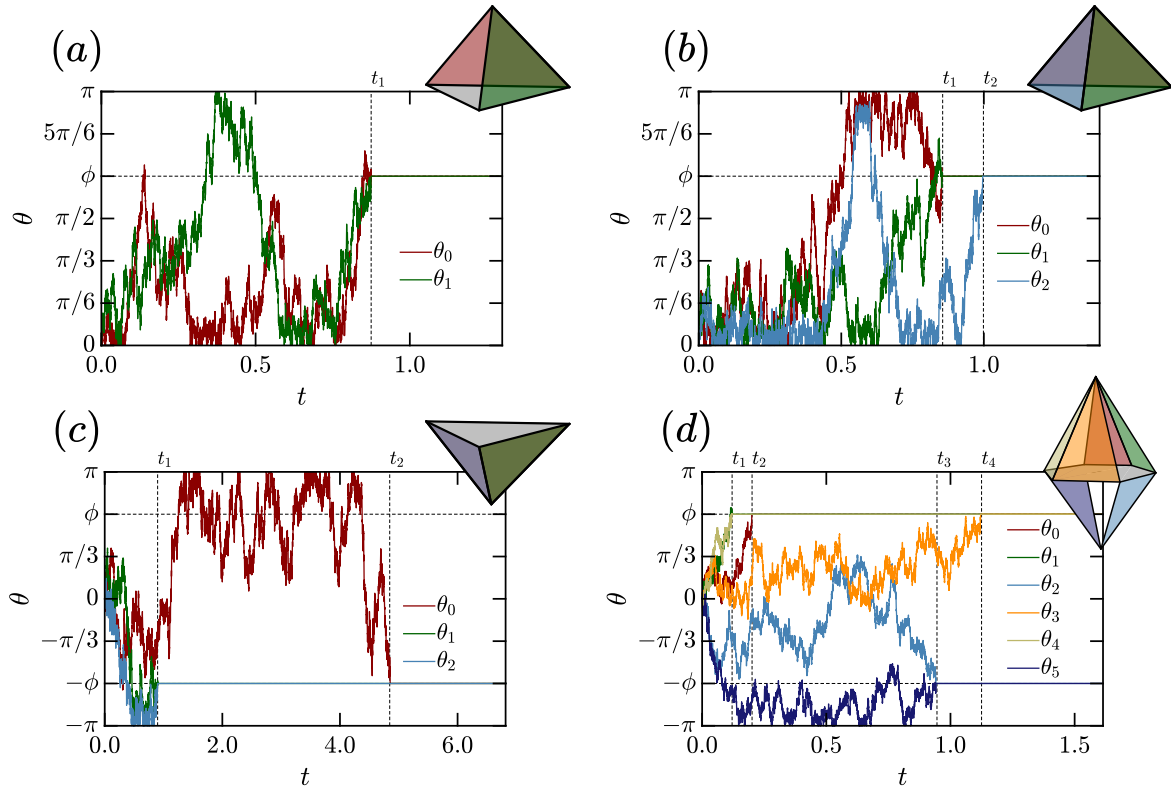 (a)
t₁
π
5π/6
ϕ
π/2
π/3
π/6
0
θ
θ₀
θ₁
0.0 0.5 1.0
t
(b)
t₁ t₂
π
5π/6
ϕ
π/2
π/3
π/6
0
θ
θ₀
θ₁
θ₂
0.0 0.5 1.0
t
(c)
t₁ t₂
π
ϕ
π/3
0
−π/3
−ϕ
−π
θ
θ₀
θ₁
θ₂
0.0 2.0 4.0 6.0
t
(d)
t₁ t₂ t₃ t₄
π
ϕ
π/3
0
−π/3
−ϕ
−π
θ
θ₀
θ₁
θ₂
θ₃
θ₄
θ₅
0.0 0.5 1.0 1.5
t